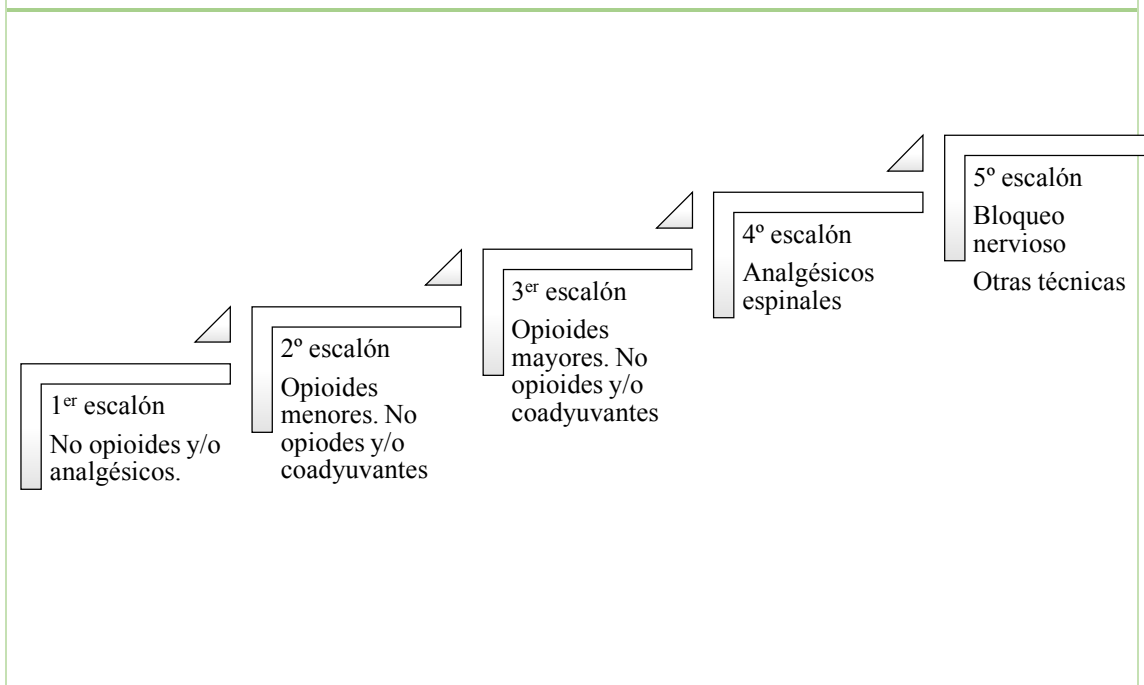 1er escalón
No opioides y/o
analgésicos.
2º escalón
Opioides
menores. No
opiodes y/o
coadyuvantes
3er escalón
Opioides
mayores. No
opioides y/o
coadyuvantes
4º escalón
Analgésicos
espinales
5º escalón
Bloqueo
nervioso
Otras técnicas